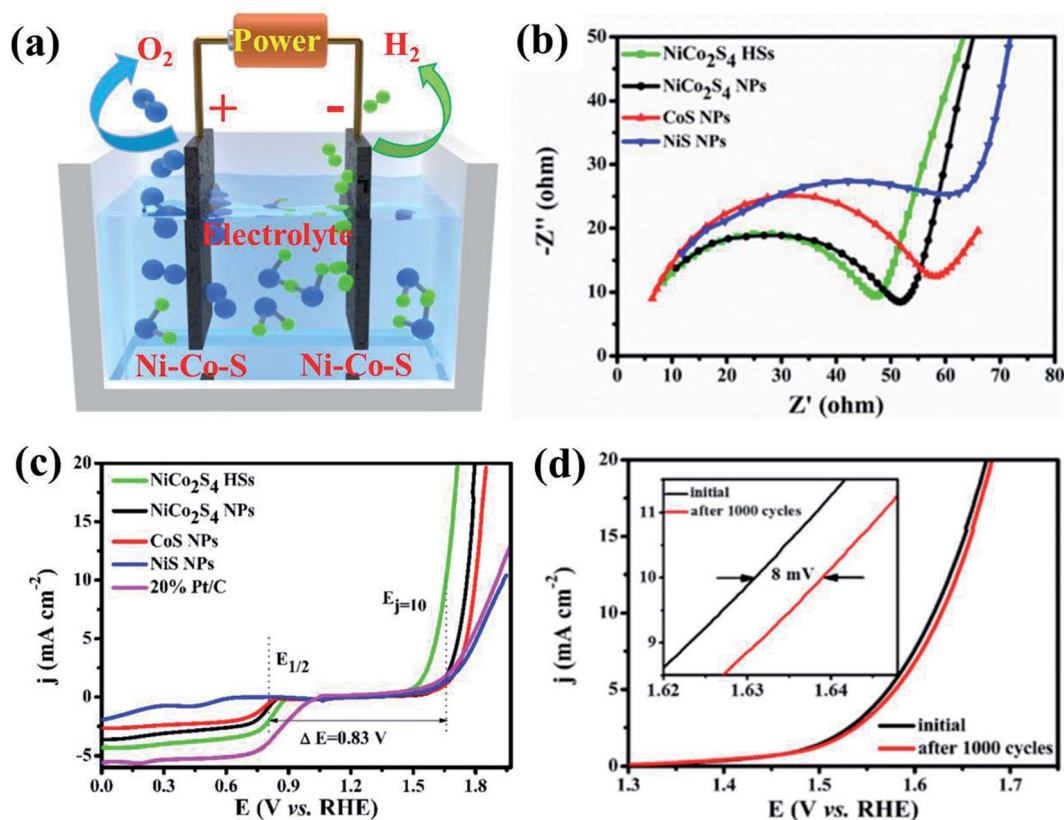 (a)
Power
O2
H2
+
-
Electrolyte
Ni-Co-S
Ni-Co-S
(b)
NiCo2S4 HSs
NiCo2S4 NPs
CoS NPs
NiS NPs
-Z'' (ohm)
50
40
30
20
10
0
0 10 20 30 40 50 60 70 80
Z' (ohm)
(c)
NiCo2S4 HSs
NiCo2S4 NPs
CoS NPs
NiS NPs
20% Pt/C
Ej=10
E1/2
Δ E=0.83 V
j (mA cm-2)
20
15
10
5
0
-5
0.0 0.3 0.6 0.9 1.2 1.5 1.8
E (V vs. RHE)
(d)
initial
after 1000 cycles
8 mV
11
10
9
1.62 1.63 1.64
initial
after 1000 cycles
j (mA cm-2)
20
15
10
5
0
1.3 1.4 1.5 1.6 1.7
E (V vs. RHE)